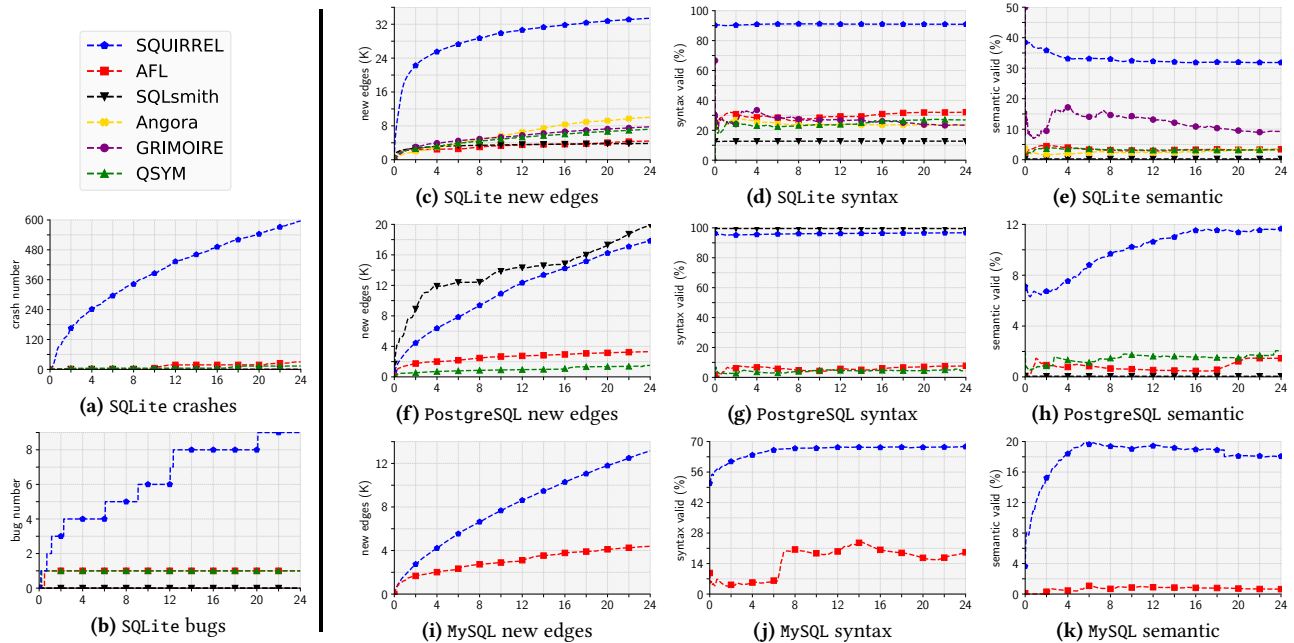 SQUIRREL
AFL
SQLsmith
Angora
GRIMOIRE
QSYM
600
480
360
240
120
0
crash number
0 4 8 12 16 20 24
(a) SQLite crashes
8
6
4
2
0
bug number
0 4 8 12 16 20 24
(b) SQLite bugs
36
28
20
12
4
new edges (K)
0 4 8 12 16 20 24
(c) SQLite new edges
100
80
60
40
20
0
syntax valid (%)
0 4 8 12 16 20 24
(d) SQLite syntax
50
40
30
20
10
0
semantic valid (%)
0 4 8 12 16 20 24
(e) SQLite semantic
20
16
12
8
4
0
new edges (K)
0 4 8 12 16 20 24
(f) PostgreSQL new edges
100
80
60
40
20
0
syntax valid (%)
0 4 8 12 16 20 24
(g) PostgreSQL syntax
12
8
4
2
0
semantic valid (%)
0 4 8 12 16 20 24
(h) PostgreSQL semantic
12
8
4
0
new edges (K)
0 4 8 12 16 20 24
(i) MySQL new edges
70
56
42
28
14
0
syntax valid (%)
0 4 8 12 16 20 24
(j) MySQL syntax
20
16
12
8
4
0
semantic valid (%)
0 4 8 12 16 20 24
(k) MySQL semantic